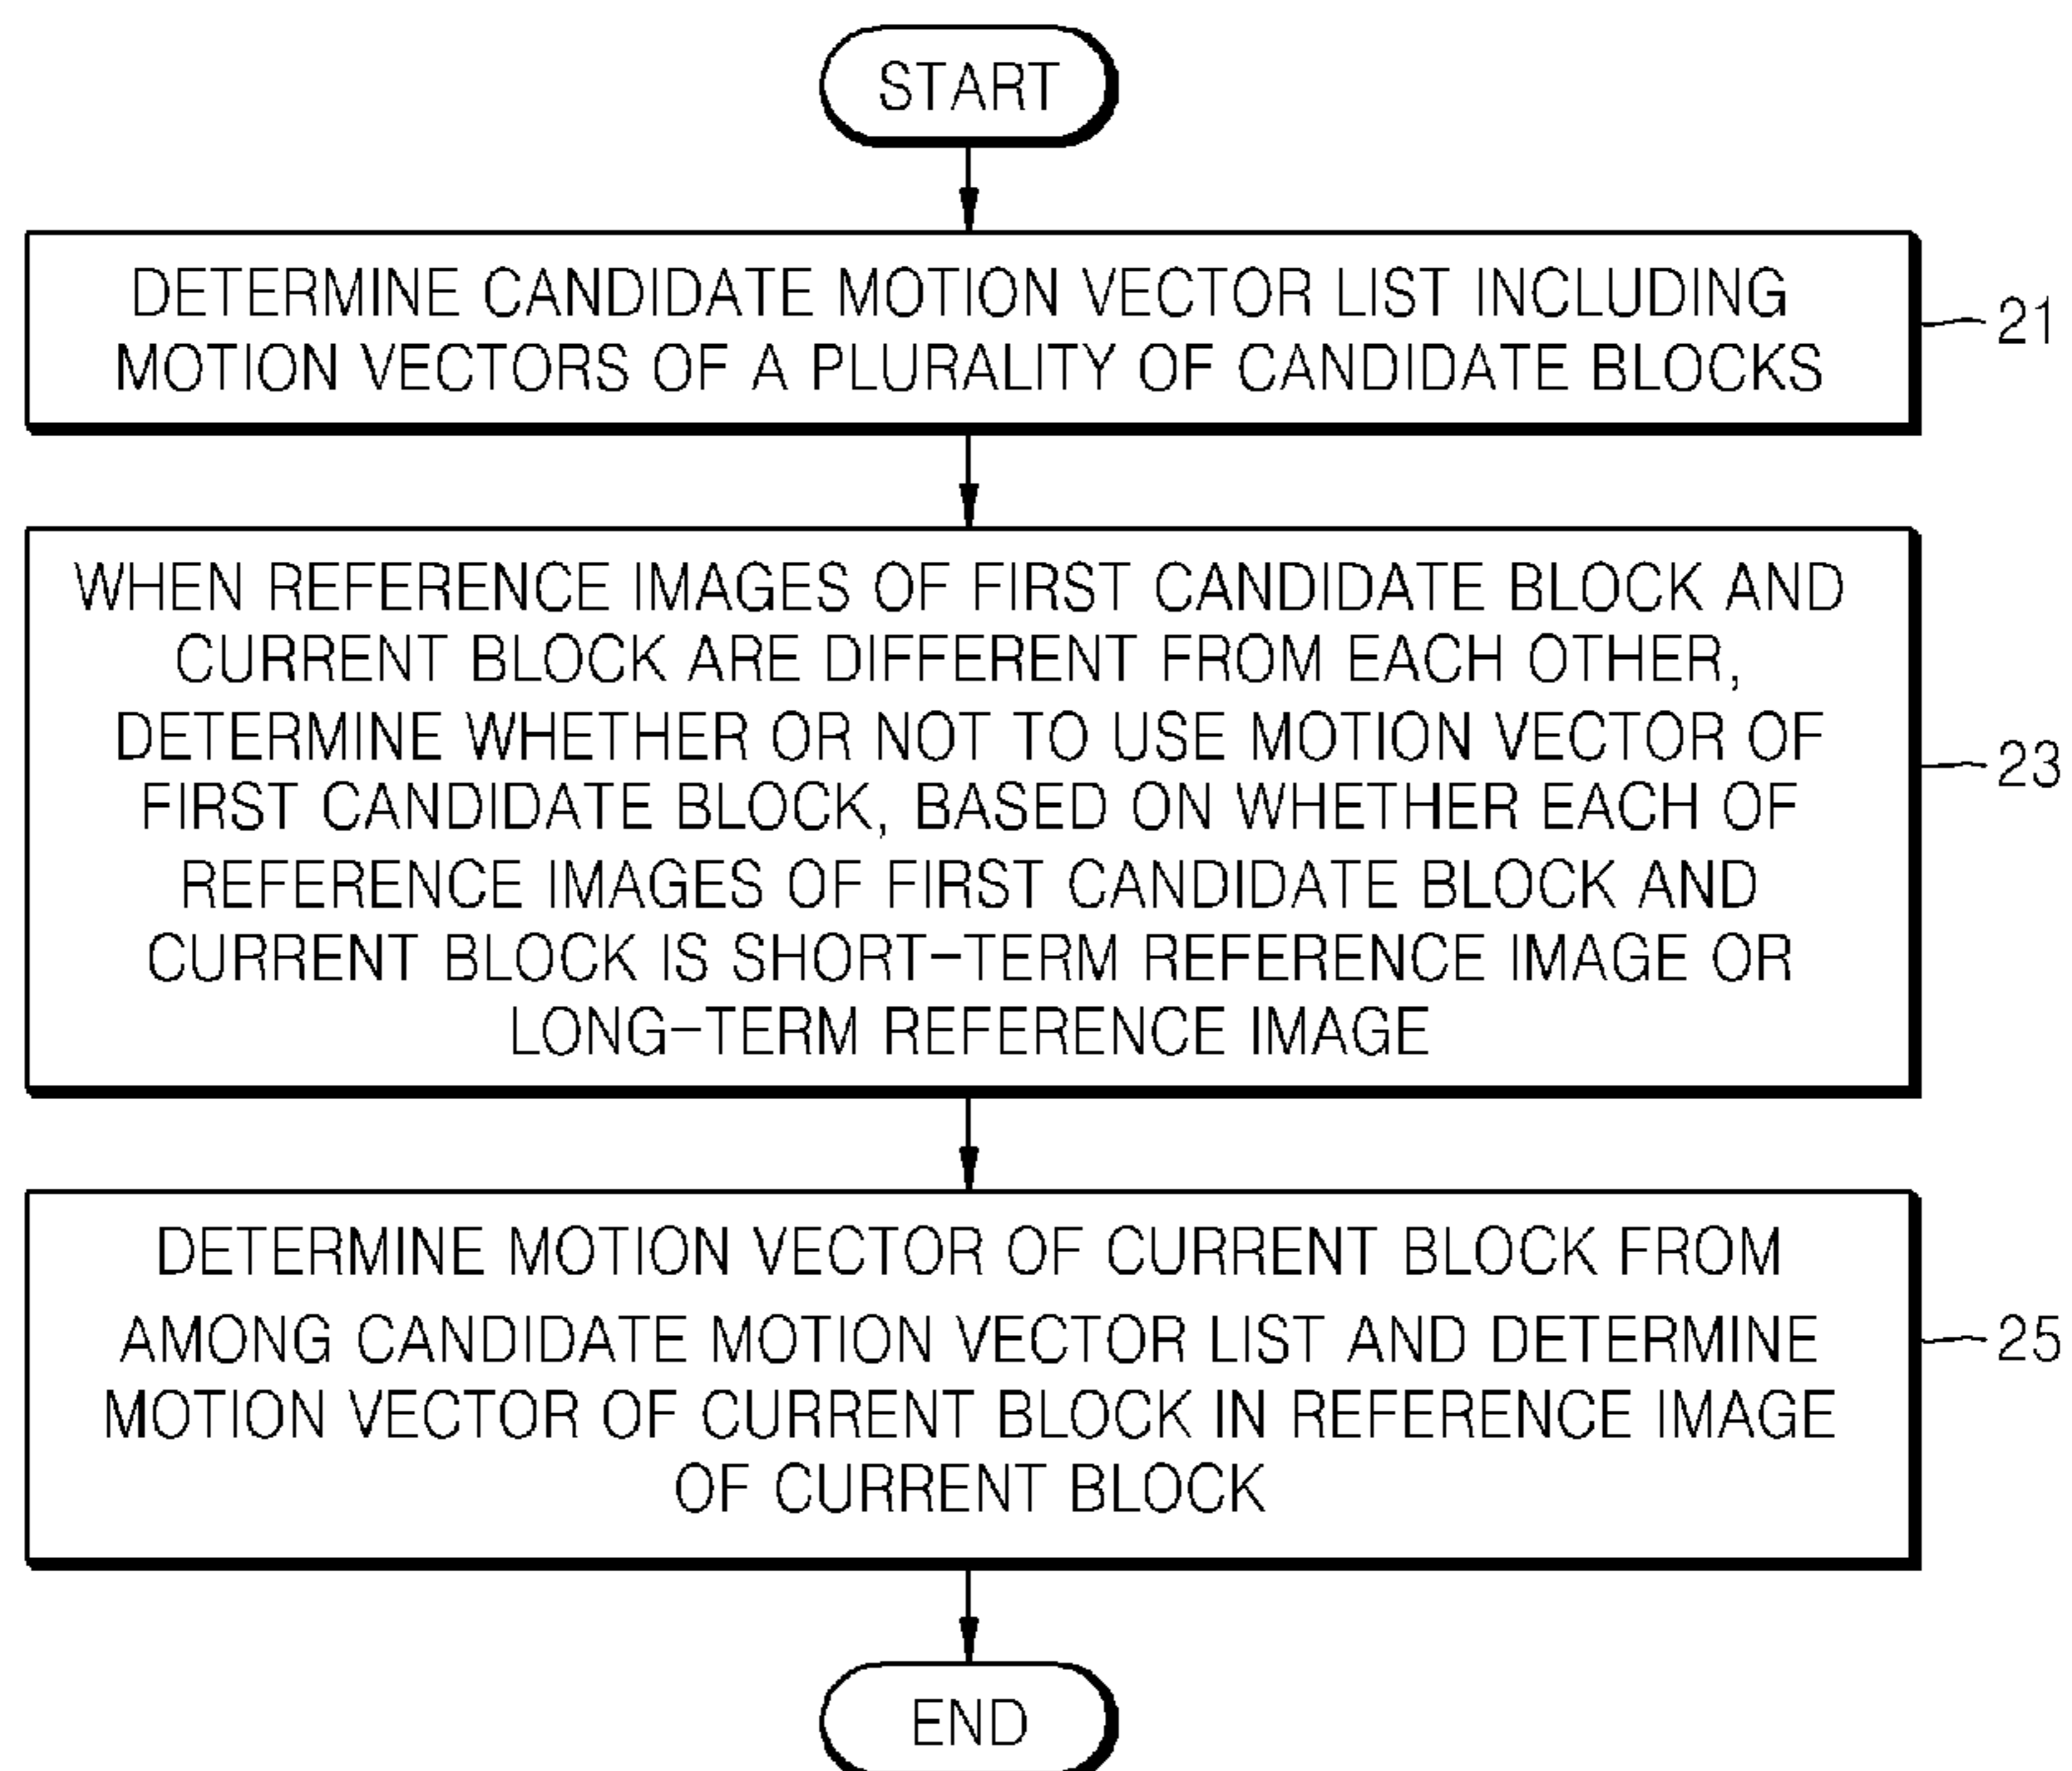 START
DETERMINE CANDIDATE MOTION VECTOR LIST INCLUDING
MOTION VECTORS OF A PLURALITY OF CANDIDATE BLOCKS
21
WHEN REFERENCE IMAGES OF FIRST CANDIDATE BLOCK AND
CURRENT BLOCK ARE DIFFERENT FROM EACH OTHER,
DETERMINE WHETHER OR NOT TO USE MOTION VECTOR OF
FIRST CANDIDATE BLOCK, BASED ON WHETHER EACH OF
REFERENCE IMAGES OF FIRST CANDIDATE BLOCK AND
CURRENT BLOCK IS SHORT-TERM REFERENCE IMAGE OR
LONG-TERM REFERENCE IMAGE
23
DETERMINE MOTION VECTOR OF CURRENT BLOCK FROM
AMONG CANDIDATE MOTION VECTOR LIST AND DETERMINE
MOTION VECTOR OF CURRENT BLOCK IN REFERENCE IMAGE
OF CURRENT BLOCK
25
END